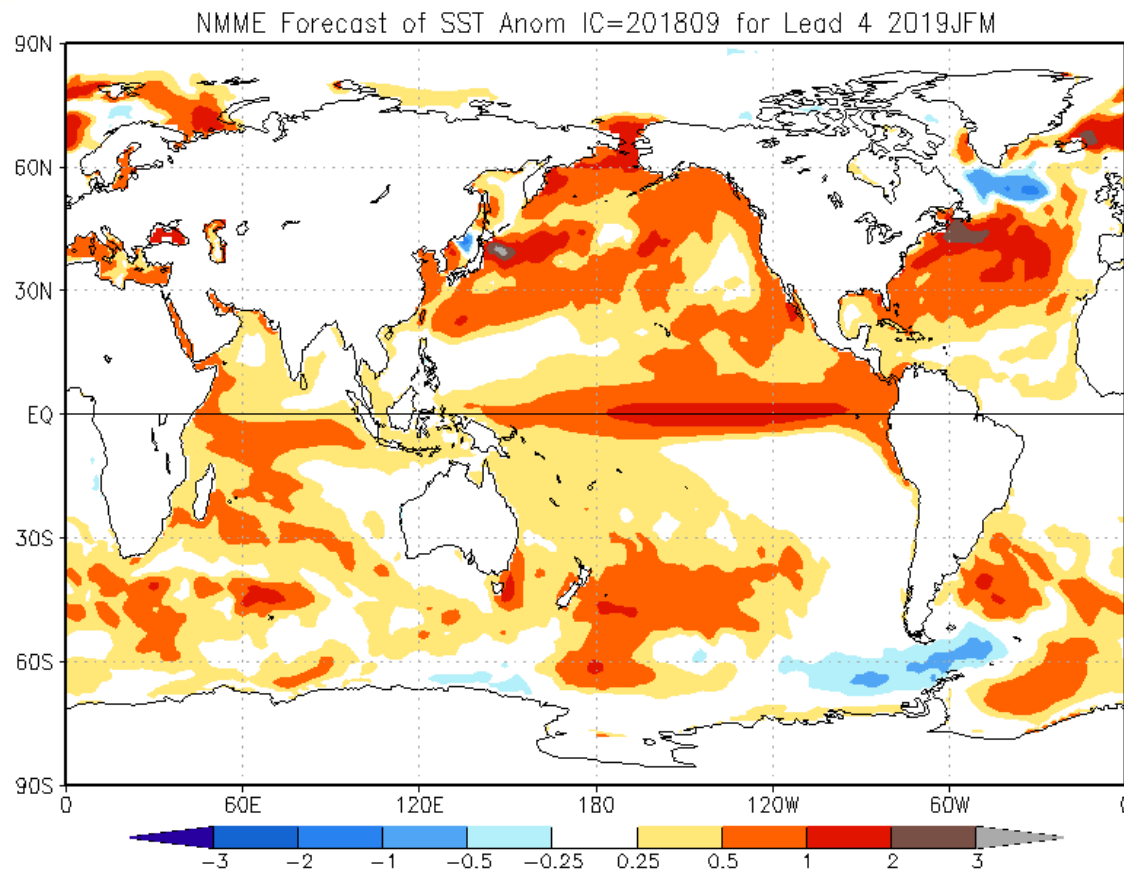 NMME Forecast of SST Anom IC=201809 for Lead 4 2019JFM
90N
60N
30N
EQ
30S
60S
90S
0 60E 120E 180 120W 60W 0
-3 -2 -1 -0.5 -0.25 0.25 0.5 1 2 3